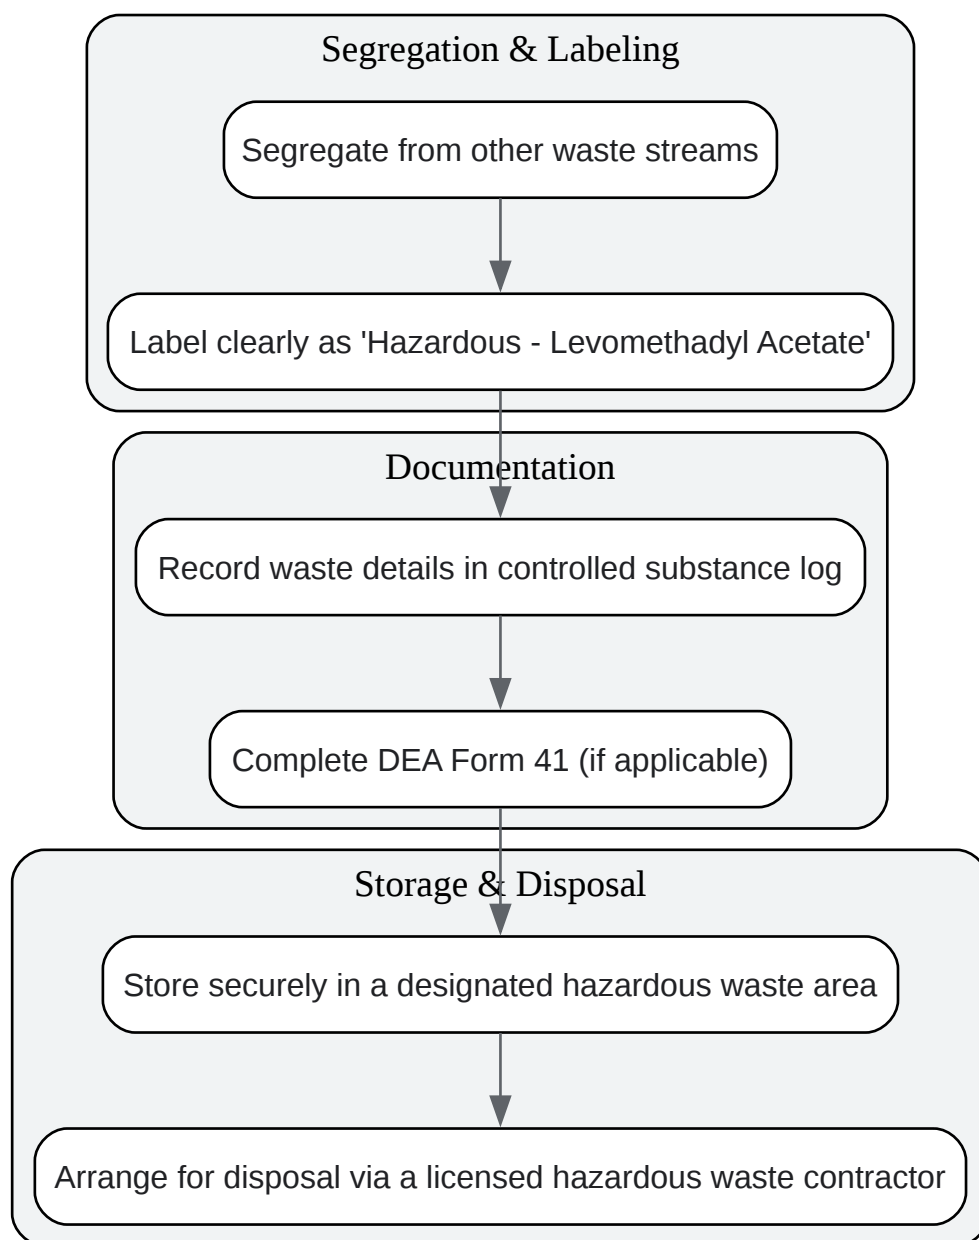 Segregation & Labeling
Segregate from other waste streams
Label clearly as 'Hazardous - Levomethadyl Acetate'
Documentation
Record waste details in controlled substance log
Complete DEA Form 41 (if applicable)
Storage & Disposal
Store securely in a designated hazardous waste area
Arrange for disposal via a licensed hazardous waste contractor